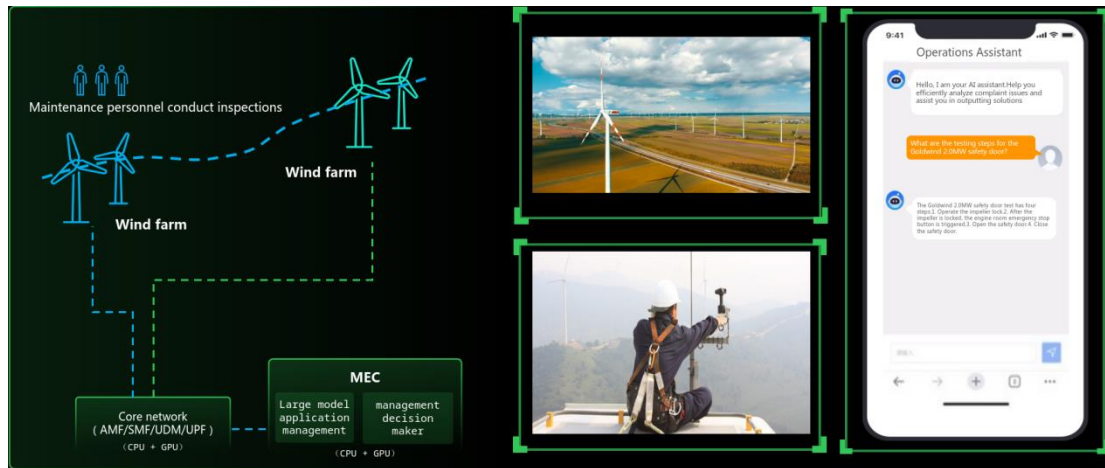 Maintenance personnel conduct inspections
Wind farm
Wind farm
MEC
Large model
application
management
management
decision
maker
(CPU + GPU)
Core network
( AMF/SMF/UDM/UPF )
(CPU + GPU)
9:41
Operations Assistant
Hello, I am your AI assistant.Help you
efficiently analyze complaint issues and
assist you in outputting solutions
What are the testing steps for the
Goldwind 2.0MW safety door?
The Goldwind 2.0MW safety door test has four
steps:1. Operate the impeller lock.2. After the
impeller is locked, the engine room emergency stop
button is triggered.3. Open the safety door.4. Close
the safety door.